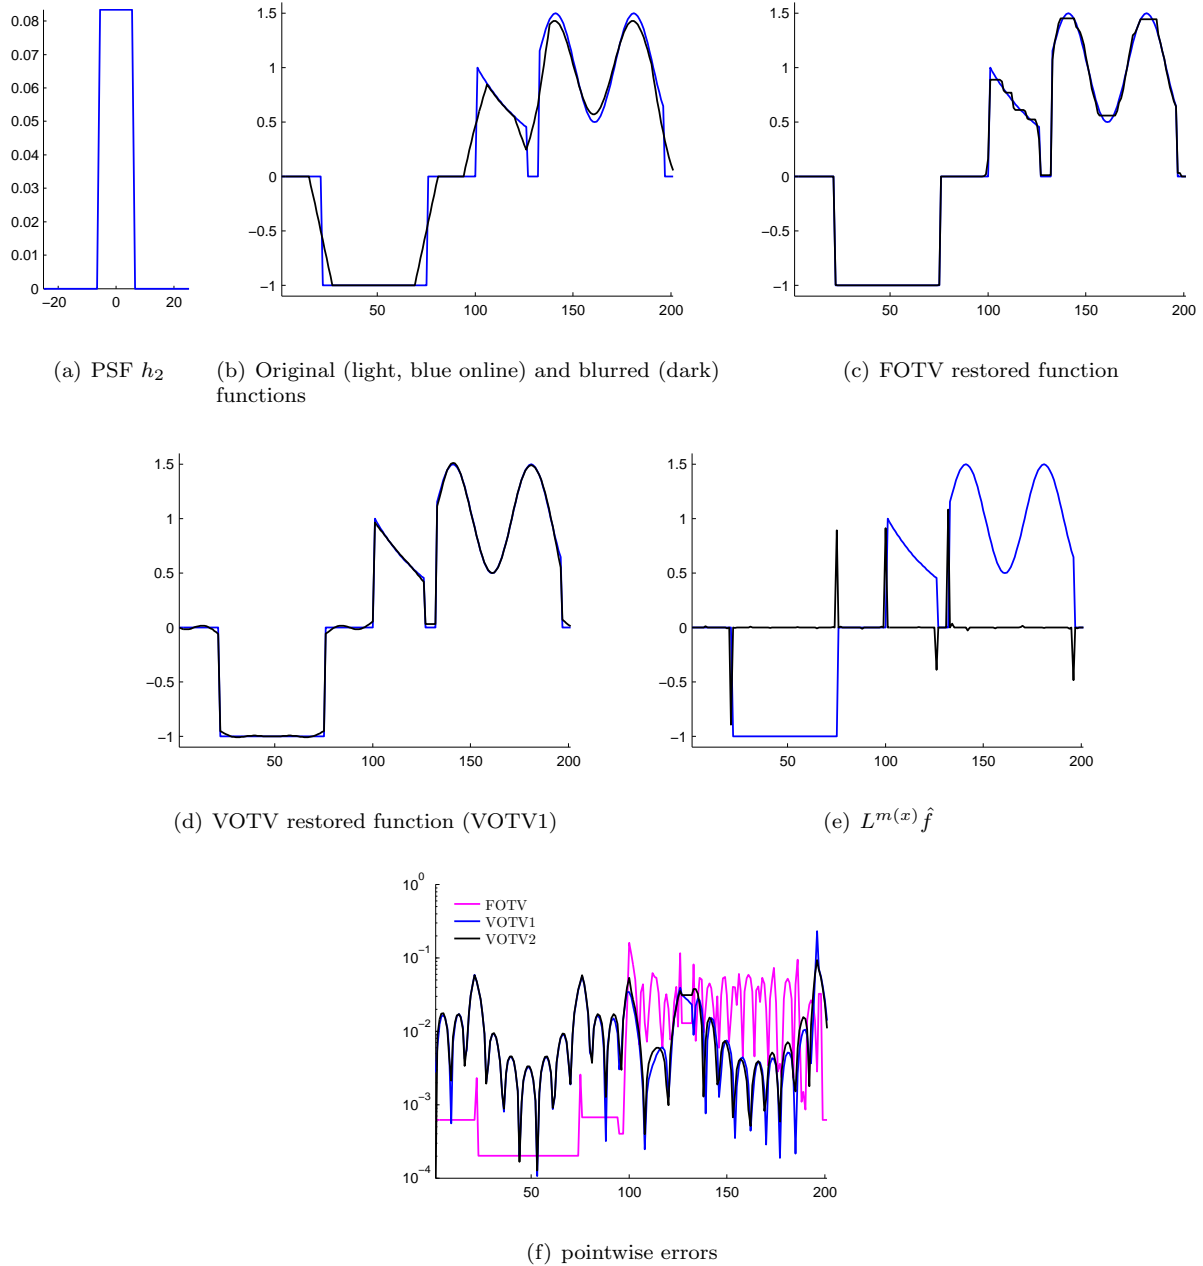 0.08
0.07
0.06
0.05
0.04
0.03
0.02
0.01
0
−20 0 20
(a) PSF h₂
1.5
1
0.5
0
−0.5
−1
50 100 150 200
(b) Original (light, blue online) and blurred (dark)
functions
1.5
1
0.5
0
−0.5
−1
50 100 150 200
(c) FOTV restored function
1.5
1
0.5
0
−0.5
−1
50 100 150 200
(d) VOTV restored function (VOTV1)
1.5
1
0.5
0
−0.5
−1
50 100 150 200
(e) L^{m(x)} f̂
10⁰
10⁻¹
10⁻²
10⁻³
10⁻⁴
FOTV
VOTV1
VOTV2
50 100 150 200
(f) pointwise errors